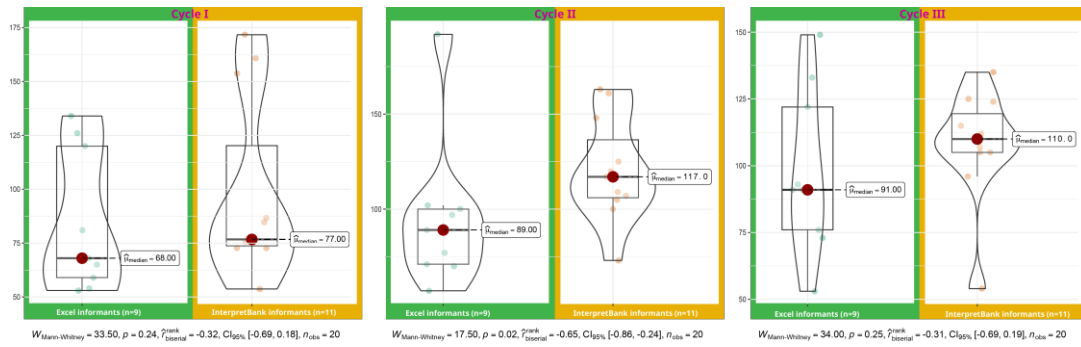 Cycle I
175
150
125
100
75
50
μ̂median = 68.00
μ̂median = 77.00
Excel informants (n=9)
InterpretBank informants (n=11)
WMann-Whitney = 33.50, p = 0.24, r̂rankbiserial = -0.32, CI95% [-0.69, 0.18], nobs = 20
Cycle II
150
100
μ̂median = 89.00
μ̂median = 117.0
Excel informants (n=9)
InterpretBank informants (n=11)
WMann-Whitney = 17.50, p = 0.02, r̂rankbiserial = -0.65, CI95% [-0.86, -0.24], nobs = 20
Cycle III
150
125
100
75
50
μ̂median = 91.00
μ̂median = 110.0
Excel informants (n=9)
InterpretBank informants (n=11)
WMann-Whitney = 34.00, p = 0.25, r̂rankbiserial = -0.31, CI95% [-0.69, 0.19], nobs = 20